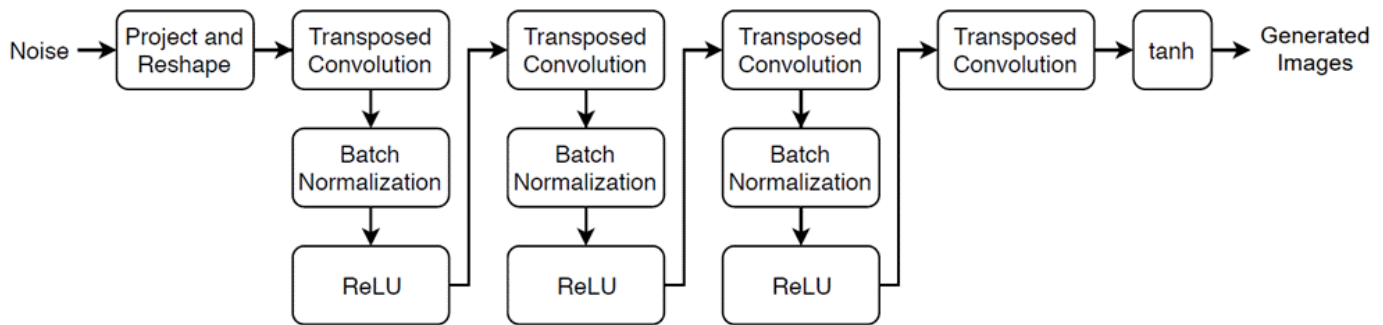 Noise
Project and
Reshape
Transposed
Convolution
Batch
Normalization
ReLU
Transposed
Convolution
Batch
Normalization
ReLU
Transposed
Convolution
Batch
Normalization
ReLU
Transposed
Convolution
tanh
Generated
Images